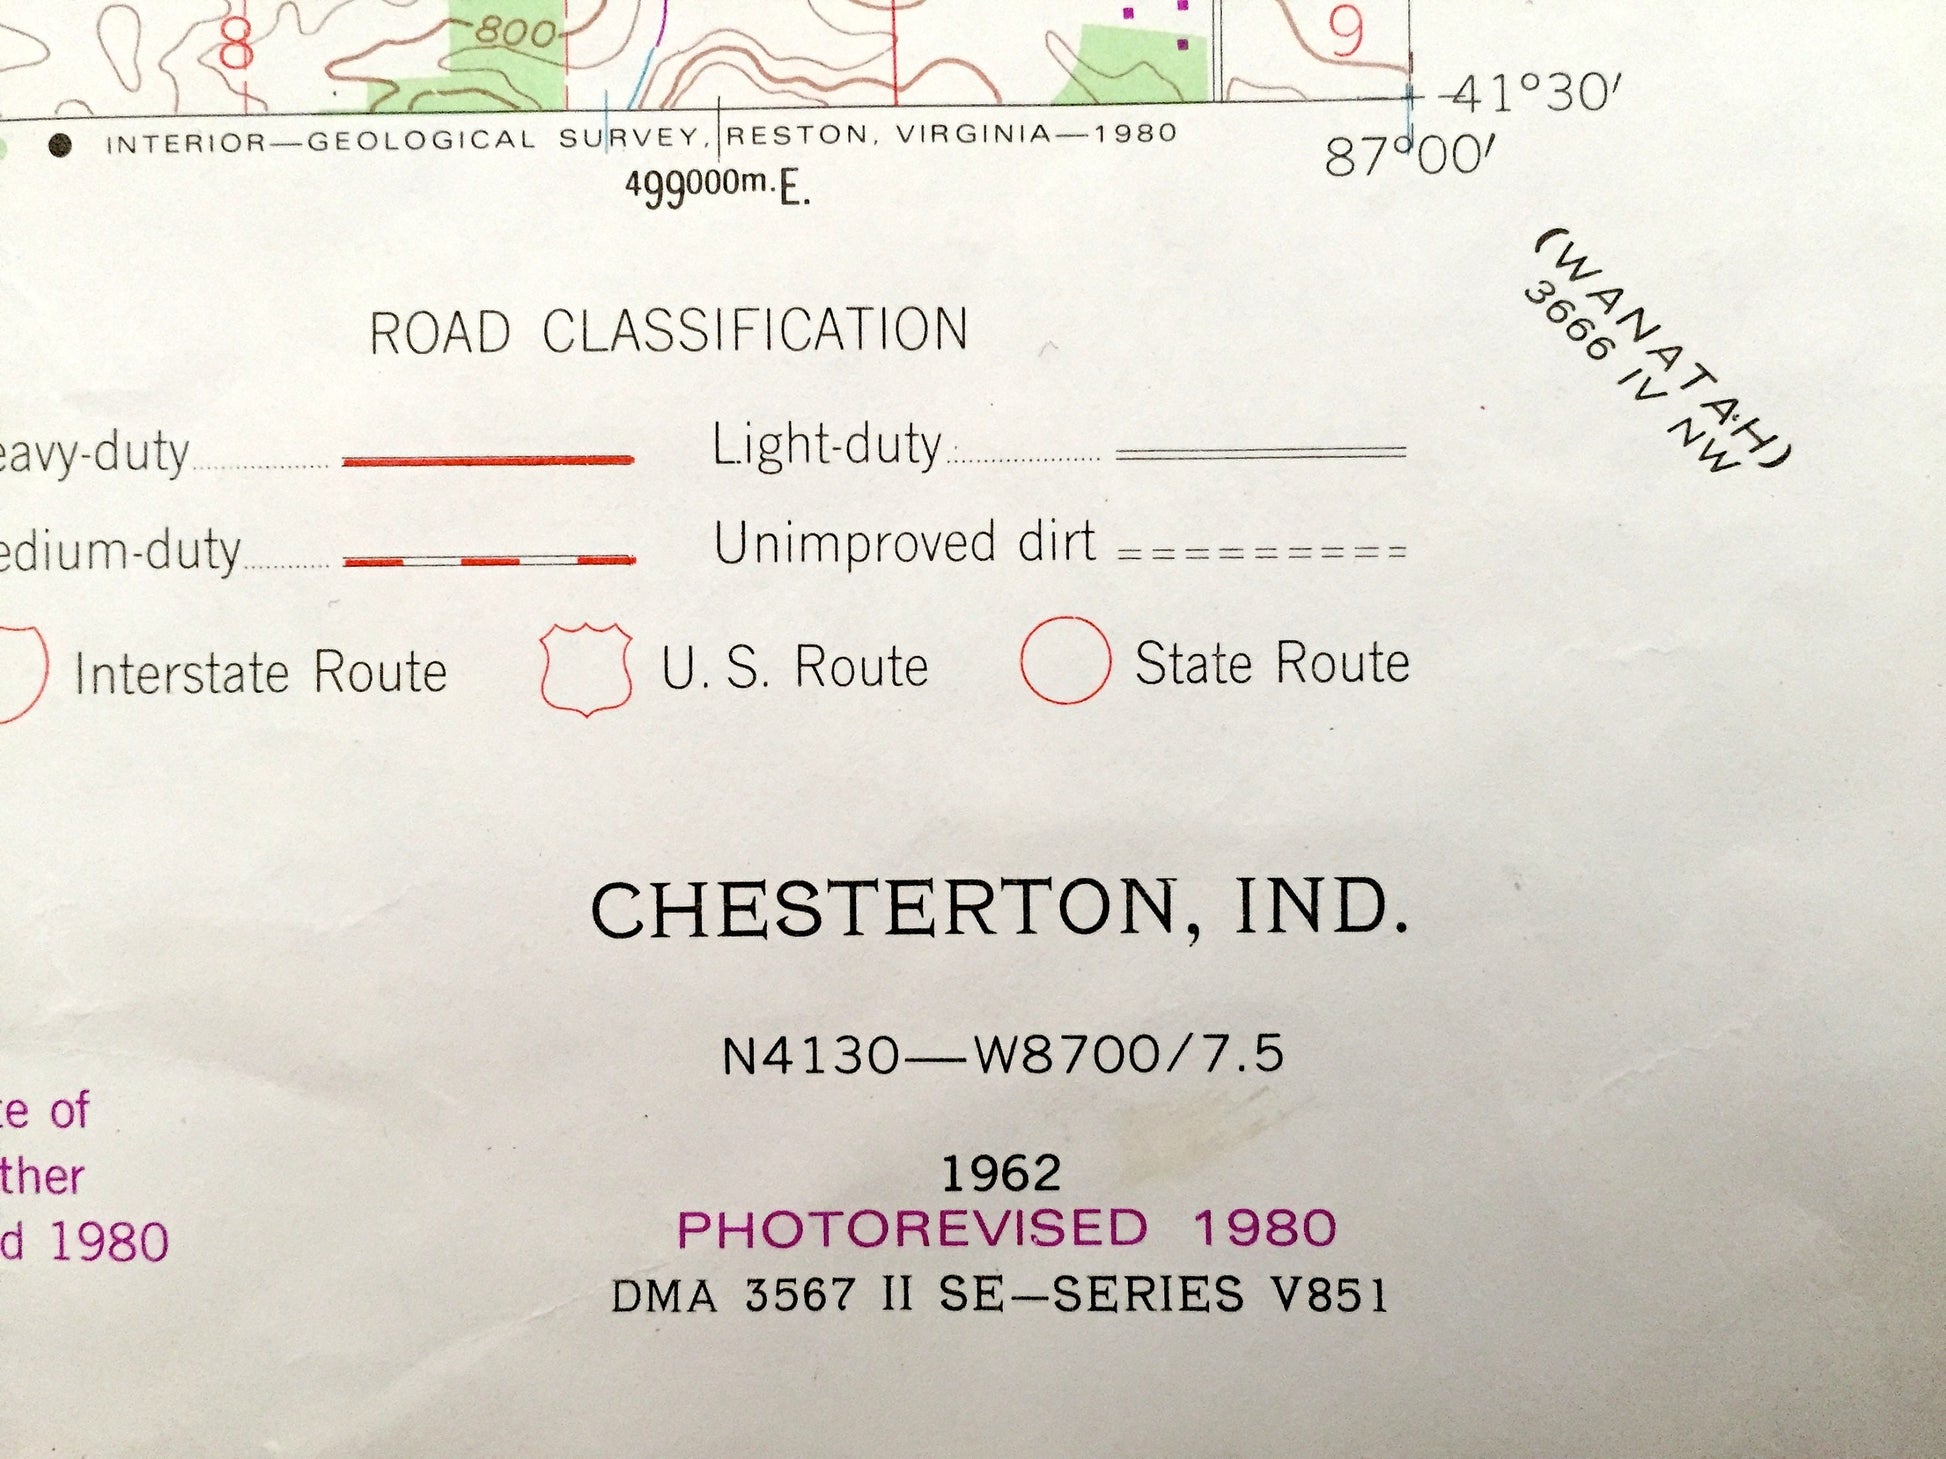 8
800
9
41°30′
INTERIOR—GEOLOGICAL SURVEY, RESTON, VIRGINIA—1980
87°00′
499000m.E.
(WANATAH)
3666 IV NW
ROAD CLASSIFICATION
eavy-duty
Light-duty
edium-duty
Unimproved dirt
Interstate Route
U. S. Route
State Route
CHESTERTON, IND.
N4130—W8700/7.5
te of
ther
d 1980
1962
PHOTOREVISED 1980
DMA 3567 II SE—SERIES V851